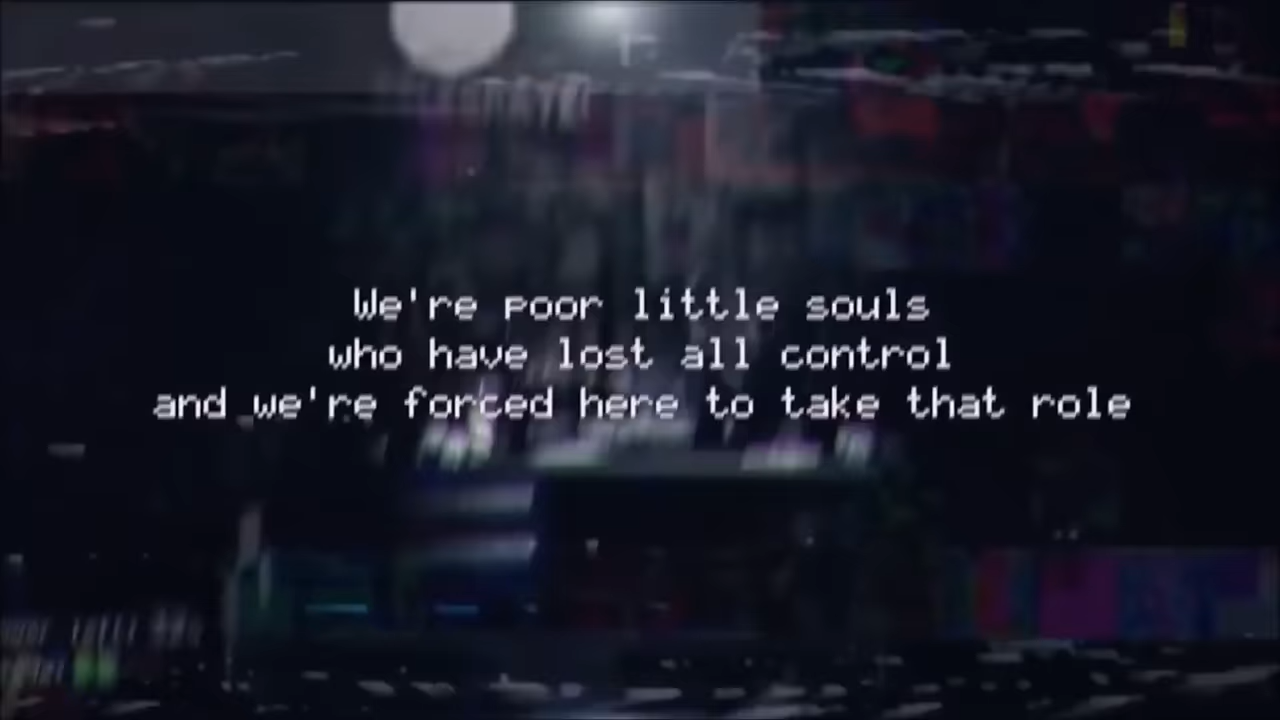 We're poor little souls
who have lost all control
and we're forced here to take that role